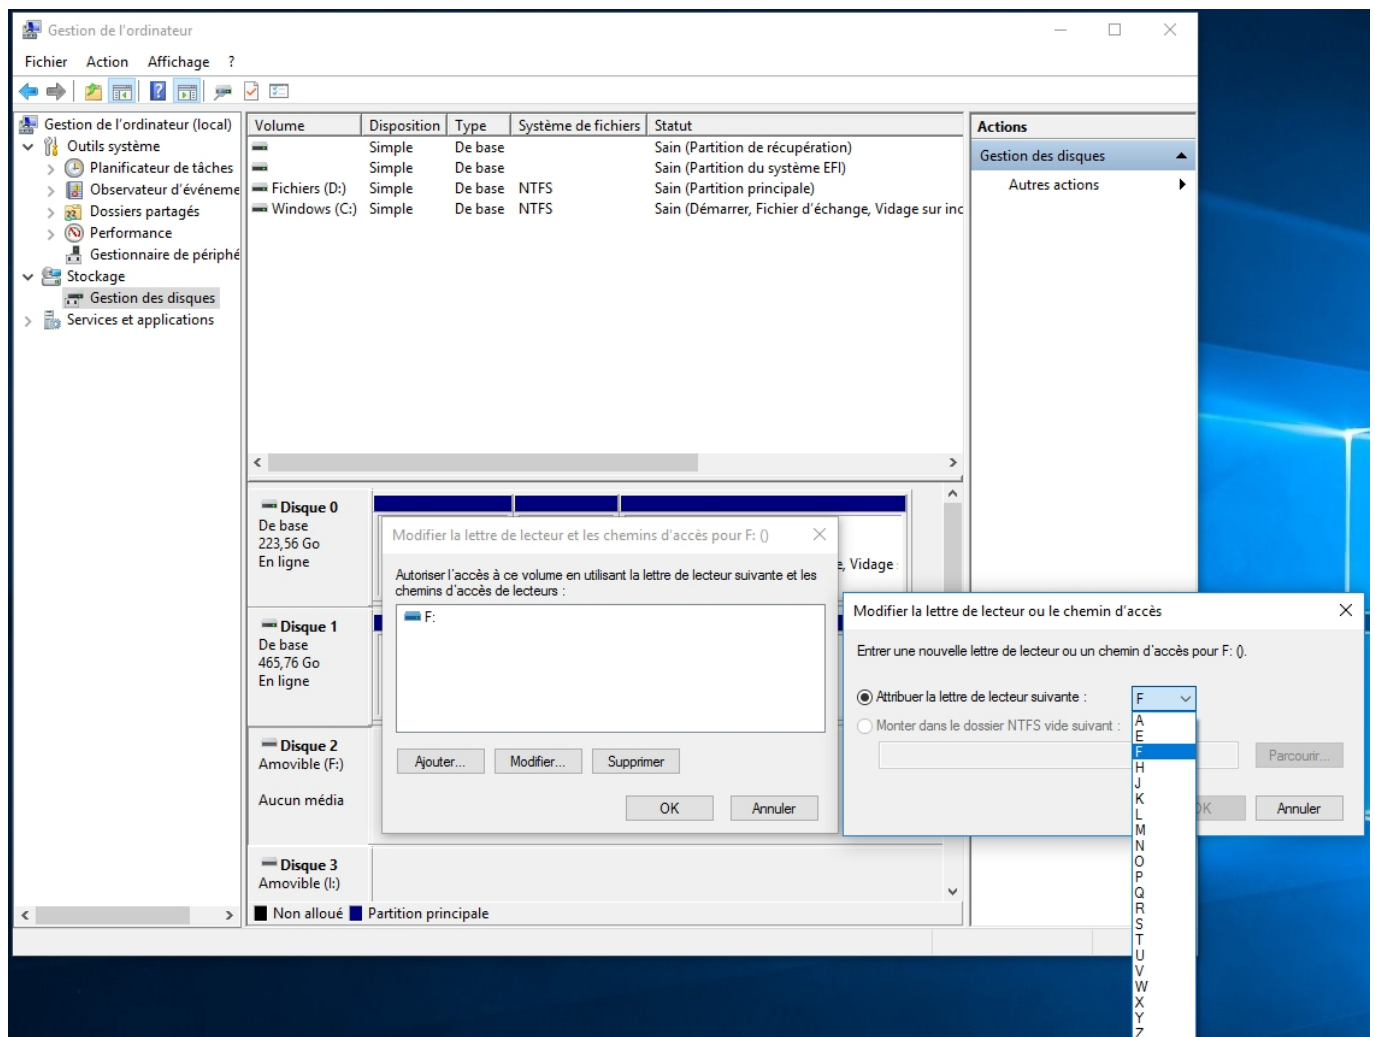 Gestion de l'ordinateur
Fichier Action Affichage ?
Gestion de l'ordinateur (local)
Outils système
Planificateur de tâches
Observateur d'événeme
Dossiers partagés
Performance
Gestionnaire de périphé
Stockage
Gestion des disques
Services et applications
Volume Disposition Type Système de fichiers Statut
Simple De base Sain (Partition de récupération)
Simple De base Sain (Partition du système EFI)
Fichiers (D:) Simple De base NTFS Sain (Partition principale)
Windows (C:) Simple De base NTFS Sain (Démarrer, Fichier d'échange, Vidage sur inc
Actions
Gestion des disques
Autres actions
Disque 0
De base
223,56 Go
En ligne
e, Vidage
Disque 1
De base
465,76 Go
En ligne
Disque 2
Amovible (F:)
Aucun média
Disque 3
Amovible (I:)
Non alloué Partition principale
Modifier la lettre de lecteur et les chemins d'accès pour F: ()
Autoriser l'accès à ce volume en utilisant la lettre de lecteur suivante et les
chemins d'accès de lecteurs :
F:
Ajouter... Modifier... Supprimer
OK Annuler
Modifier la lettre de lecteur ou le chemin d'accès
Entrer une nouvelle lettre de lecteur ou un chemin d'accès pour F: ().
Attribuer la lettre de lecteur suivante : F
Monter dans le dossier NTFS vide suivant :
Parcourir...
OK Annuler
A
E
F
H
J
K
L
M
N
O
P
Q
R
S
T
U
V
W
X
Y
Z